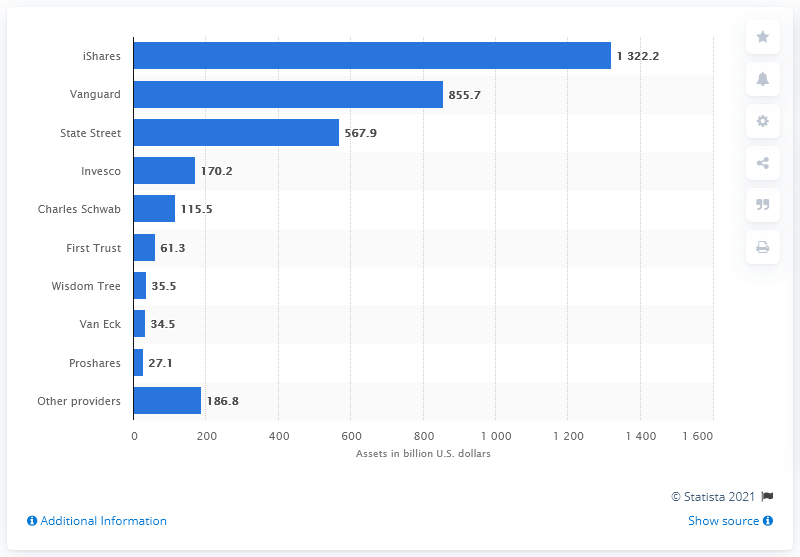 iShares 1 322.2
Vanguard 855.7
State Street 567.9
Invesco 170.2
Charles Schwab 115.5
First Trust 61.3
Wisdom Tree 35.5
Van Eck 34.5
Proshares 27.1
Other providers 186.8
0 200 400 600 800 1 000 1 200 1 400 1 600
Assets in billion U.S. dollars
© Statista 2021
Additional Information Show source